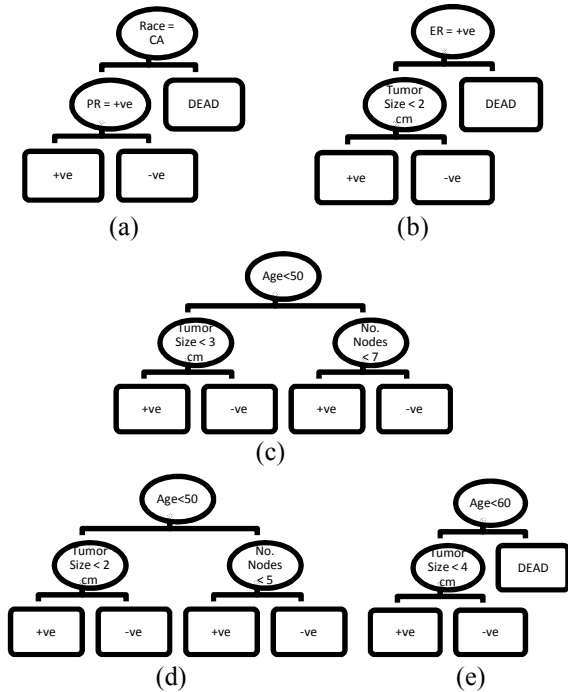 Race =
CA
PR = +ve
DEAD
+ve
-ve
(a)
ER = +ve
Tumor
Size < 2
cm
DEAD
+ve
-ve
(b)
Age<50
Tumor
Size < 3
cm
No.
Nodes
< 7
+ve
-ve
+ve
-ve
(c)
Age<50
Tumor
Size < 2
cm
No.
Nodes
< 5
+ve
-ve
+ve
-ve
(d)
Age<60
Tumor
Size < 4
cm
DEAD
+ve
-ve
(e)